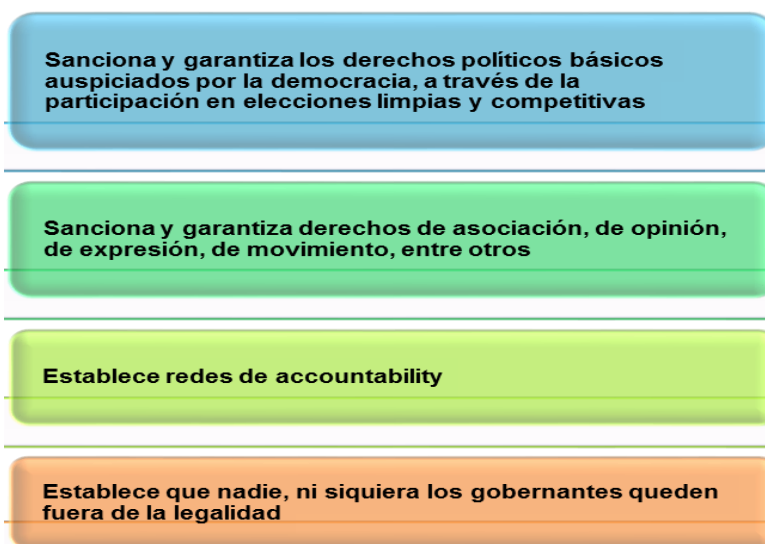 Sanciona y garantiza los derechos políticos básicos
auspiciados por la democracia, a través de la
participación en elecciones limpias y competitivas
Sanciona y garantiza derechos de asociación, de opinión,
de expresión, de movimiento, entre otros
Establece redes de accountability
Establece que nadie, ni siquiera los gobernantes queden
fuera de la legalidad